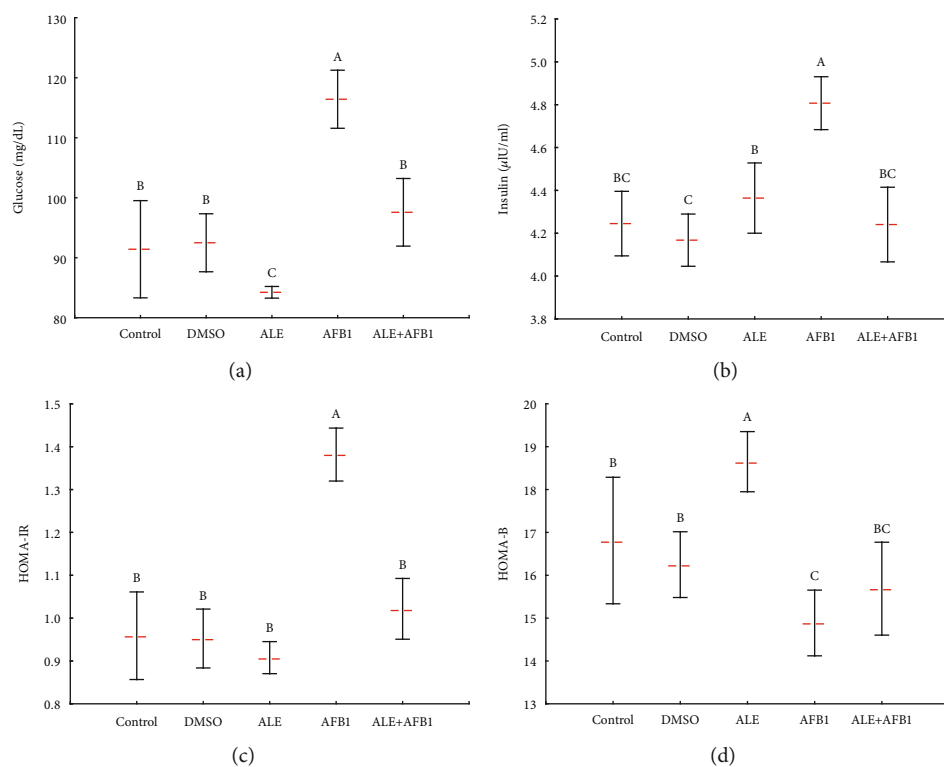 130
120
110
100
90
80
Glucose (mg/dL)
B
B
C
A
B
Control
DMSO
ALE
AFB1
ALE+AFB1
(a)
5.2
5.0
4.8
4.6
4.4
4.2
4.0
3.8
Insulin (μIU/ml)
BC
C
B
A
BC
Control
DMSO
ALE
AFB1
ALE+AFB1
(b)
1.5
1.4
1.3
1.2
1.1
1.0
0.9
0.8
HOMA-IR
B
B
B
A
B
Control
DMSO
ALE
AFB1
ALE+AFB1
(c)
20
19
18
17
16
15
14
13
HOMA-B
B
B
A
C
BC
Control
DMSO
ALE
AFB1
ALE+AFB1
(d)